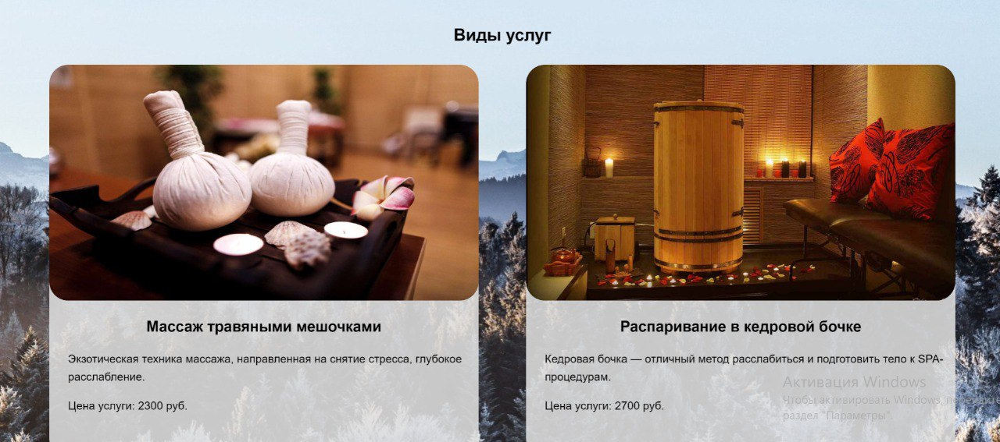 Виды услуг
Массаж травяными мешочками
Экзотическая техника массажа, направленная на снятие стресса, глубокое
расслабление.
Цена услуги: 2300 руб.
Распаривание в кедровой бочке
Кедровая бочка — отличный метод расслабиться и подготовить тело к SPA-
процедурам.
Цена услуги: 2700 руб.
Активация Windows
Чтобы активировать Windows, перейдите
раздел "Параметры".